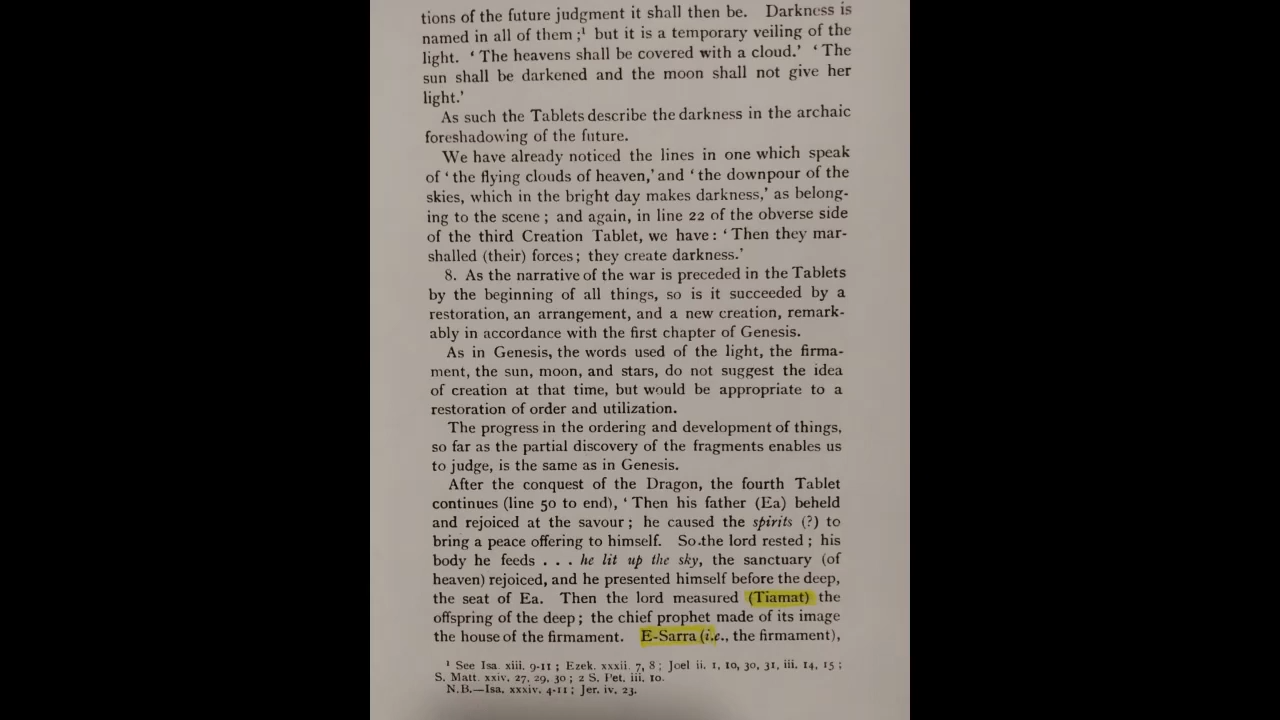 tions of the future judgment it shall then be. Darkness is
named in all of them ;¹ but it is a temporary veiling of the
light. ‘ The heavens shall be covered with a cloud.’ ‘ The
sun shall be darkened and the moon shall not give her
light.’
As such the Tablets describe the darkness in the archaic
foreshadowing of the future.
We have already noticed the lines in one which speak
of ‘ the flying clouds of heaven,’ and ‘ the downpour of the
skies, which in the bright day makes darkness,’ as belong-
ing to the scene ; and again, in line 22 of the obverse side
of the third Creation Tablet, we have : ‘ Then they mar-
shalled (their) forces ; they create darkness.’
8. As the narrative of the war is preceded in the Tablets
by the beginning of all things, so is it succeeded by a
restoration, an arrangement, and a new creation, remark-
ably in accordance with the first chapter of Genesis.
As in Genesis, the words used of the light, the firma-
ment, the sun, moon, and stars, do not suggest the idea
of creation at that time, but would be appropriate to a
restoration of order and utilization.
The progress in the ordering and development of things,
so far as the partial discovery of the fragments enables us
to judge, is the same as in Genesis.
After the conquest of the Dragon, the fourth Tablet
continues (line 50 to end), ‘ Then his father (Ea) beheld
and rejoiced at the savour ; he caused the spirits (?) to
bring a peace offering to himself. So the lord rested ; his
body he feeds . . . he lit up the sky, the sanctuary (of
heaven) rejoiced, and he presented himself before the deep,
the seat of Ea. Then the lord measured (Tiamat) the
offspring of the deep ; the chief prophet made of its image
the house of the firmament. E-Sarra (i.e., the firmament),
¹ See Isa. xiii. 9-11 ; Ezek. xxxii. 7, 8 ; Joel ii. 1, 10, 30, 31, iii. 14, 15 ;
S. Matt. xxiv. 27, 29, 30 ; 2 S. Pet. iii. 10.
N.B.—Isa. xxxiv. 4-11 ; Jer. iv. 23.